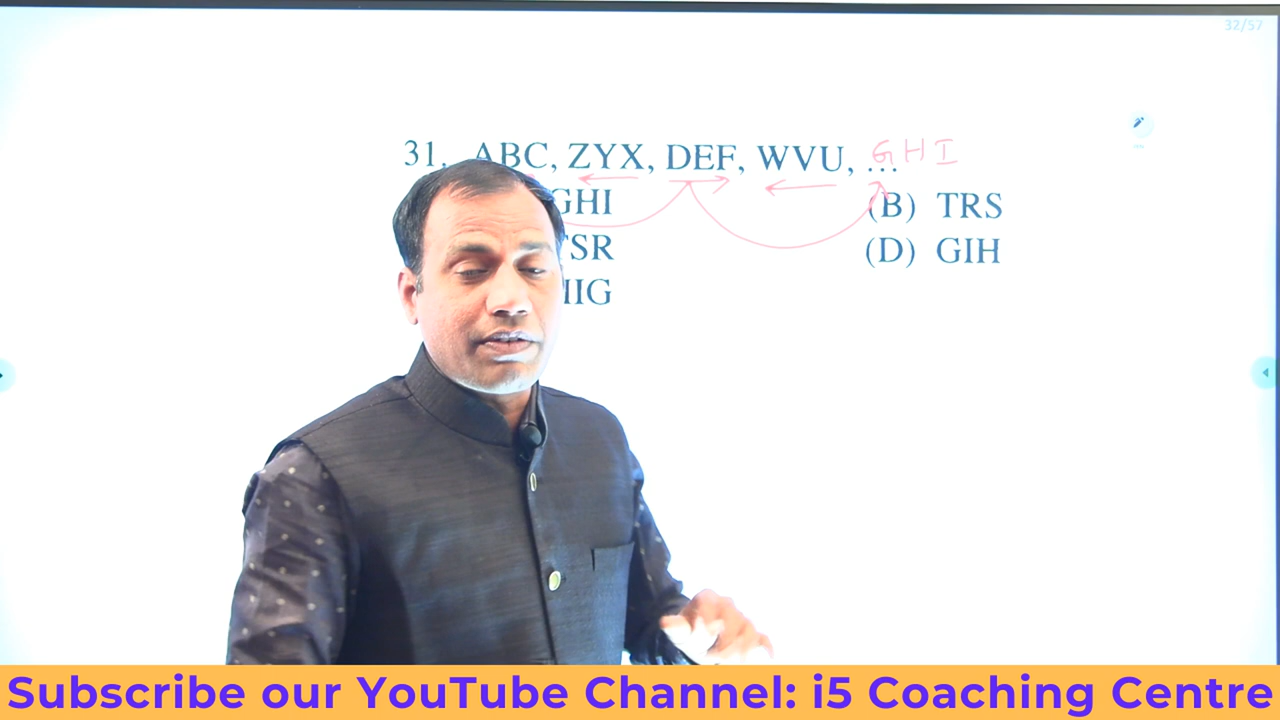 32/57
31. ABC, ZYX, DEF, WVU, ... GHI
GHI (B) TRS
TSR (D) GIH
IIG
Subscribe our YouTube Channel: i5 Coaching Centre